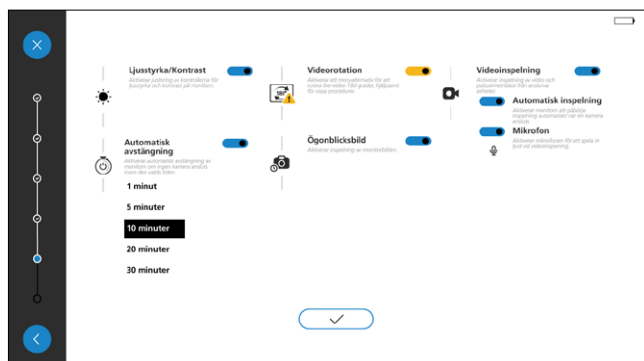 Ljusstyrka/Kontrast
Aktiverar justering av kontrollerna för
ljusstyrka och kontrast på monitorn.
Automatisk
avstängning
Aktiverar automatisk avstängning av
monitorn om ingen kamera ansluts
inom den valda tiden.
1 minut
5 minuter
10 minuter
20 minuter
30 minuter
Videorotation
Aktiverar ett menyalternativ för att
rotera live-video 180 grader, hjälpsamt
för vissa procedurer
180°
Ögonblicksbild
Aktiverar inspelning av monitorbilden.
Videoinspelning
Aktiverar inspelning av video och
från anslutna
enheter.
Automatisk inspelning
Aktiverar monitorn att påbörja
inspelning automatiskt när en kamera
ansluts.
Mikrofon
Aktiverar mikrofonen för att spela in
ljud vid videoinspelning.